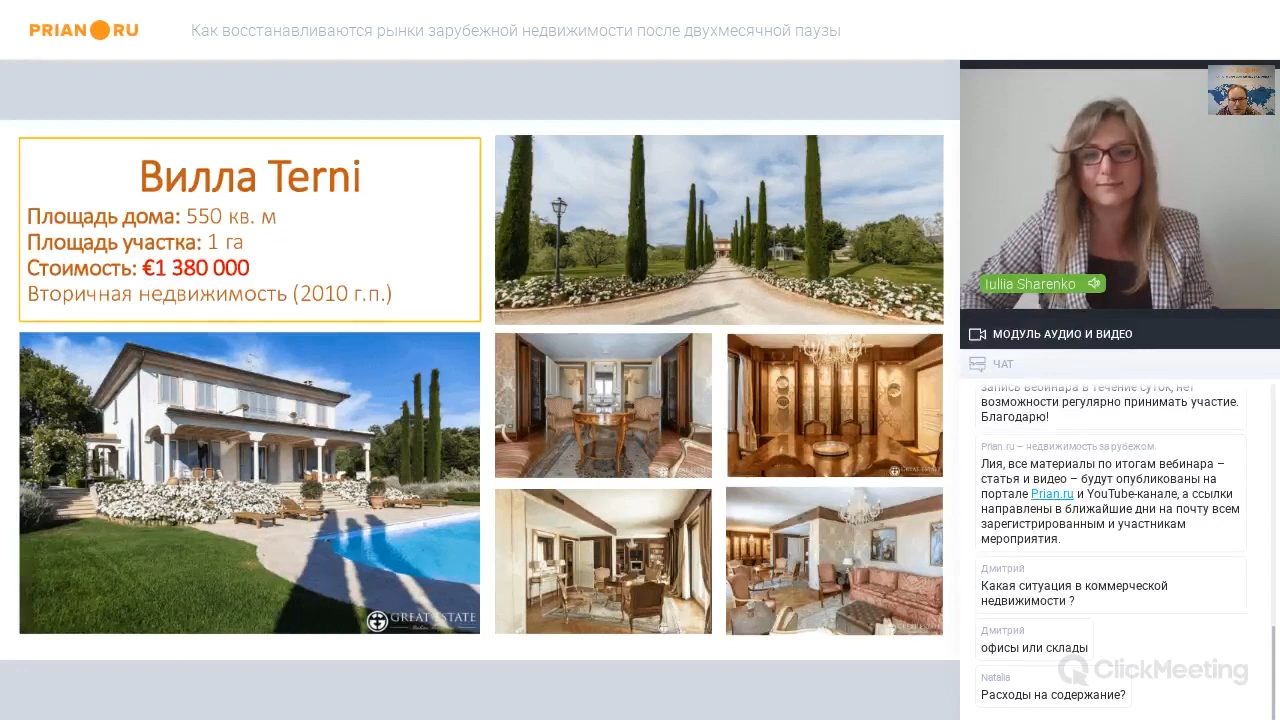 PRIAN RU
Как восстанавливаются рынки зарубежной недвижимости после двухмесячной паузы
Вилла Terni
Площадь дома: 550 кв. м
Площадь участка: 1 га
Стоимость: €1 380 000
Вторичная недвижимость (2010 г.п.)
GREAT ESTATE
GREAT ESTATE
Iuliia Sharenko
МОДУЛЬ АУДИО И ВИДЕО
ЧАТ
запись вебинара в течение суток, нет
возможности регулярно принимать участие.
Благодарю!
Prian.ru – недвижимость за рубежом
Лия, все материалы по итогам вебинара –
статья и видео – будут опубликованы на
портале Prian.ru и YouTube-канале, а ссылки
направлены в ближайшие дни на почту всем
зарегистрированным и участникам
мероприятия.
Дмитрий
Какая ситуация в коммерческой
недвижимости ?
Дмитрий
офисы или склады
Natalia
Расходы на содержание?
ClickMeeting